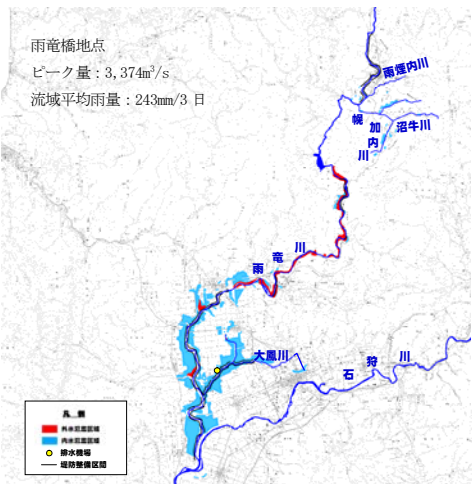 雨竜橋地点
ピーク量：3,374m³/s
流域平均雨量：243mm/3 日
雨煙内川
幌加内川
沼牛川
雨竜川
大鳳川
石狩川
凡例
外水氾濫区域
内水氾濫区域
排水機場
堤防整備区間